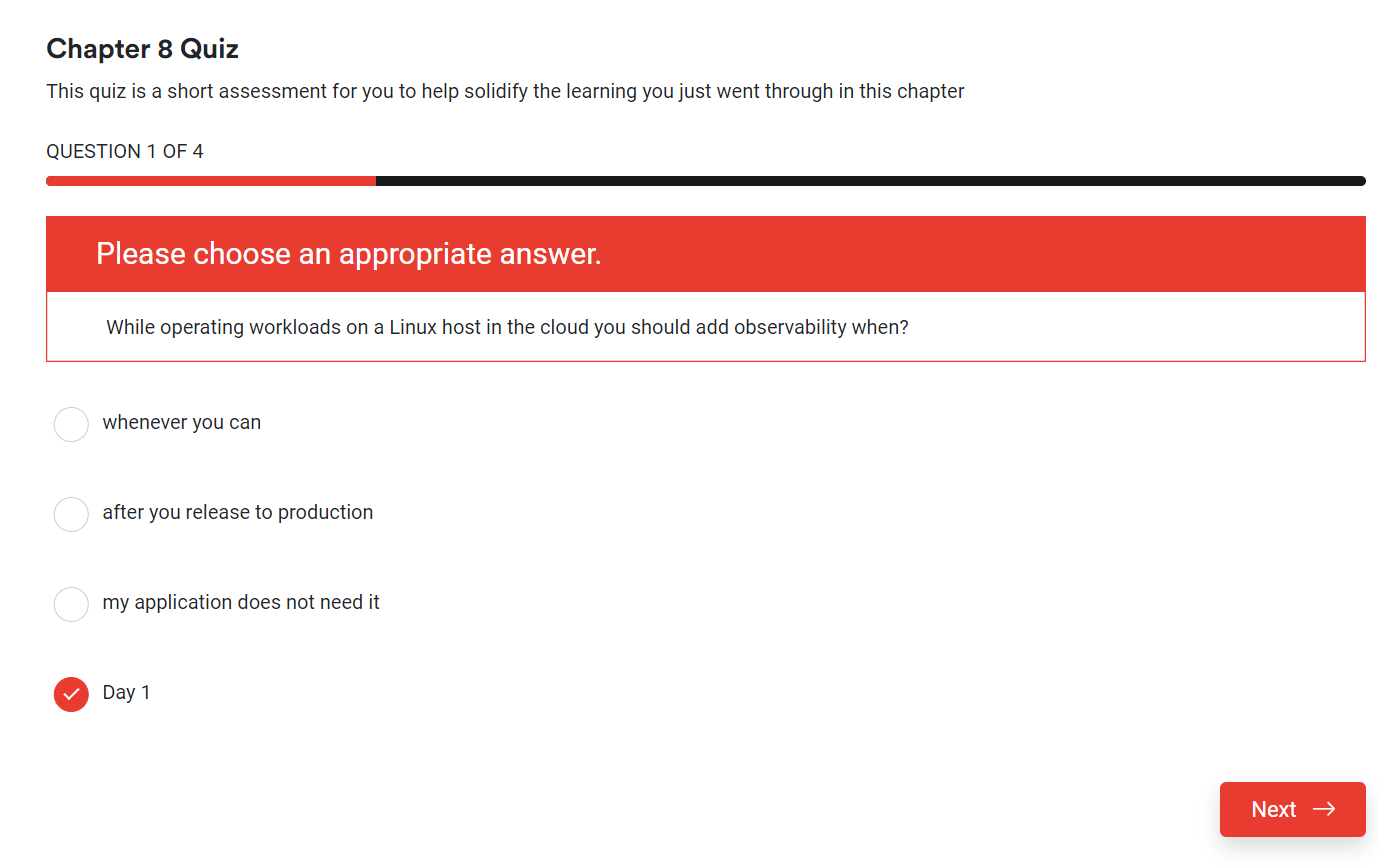 Chapter 8 Quiz
This quiz is a short assessment for you to help solidify the learning you just went through in this chapter
QUESTION 1 OF 4
Please choose an appropriate answer.
While operating workloads on a Linux host in the cloud you should add observability when?
whenever you can
after you release to production
my application does not need it
Day 1
Next